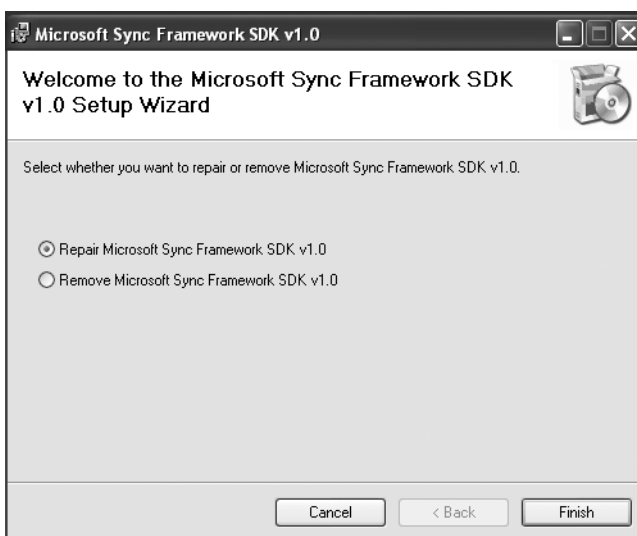 Microsoft Sync Framework SDK v1.0
Welcome to the Microsoft Sync Framework SDK
v1.0 Setup Wizard
Select whether you want to repair or remove Microsoft Sync Framework SDK v1.0.
Repair Microsoft Sync Framework SDK v1.0
Remove Microsoft Sync Framework SDK v1.0
Cancel < Back Finish